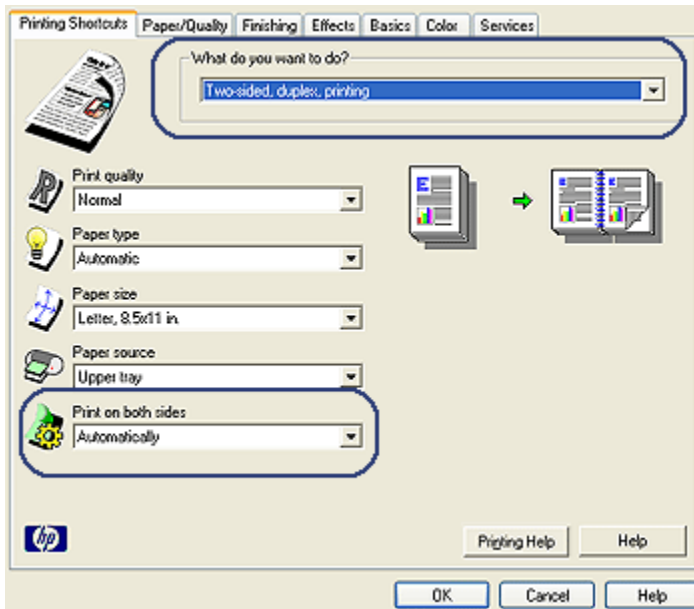 Printing Shortcuts Paper/Quality Finishing Effects Basics Color Services
What do you want to do?
Two-sided, duplex, printing
Print quality
Normal
Paper type
Automatic
Paper size
Letter, 8.5x11 in.
Paper source
Upper tray
Print on both sides
Automatically
hp
Printing Help Help
OK Cancel Help